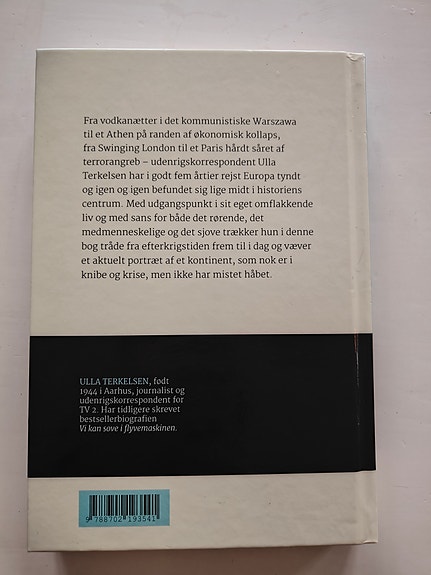 Fra vodkanætter i det kommunistiske Warszawa
til et Athen på randen af økonomisk kollaps,
fra Swinging London til et Paris hårdt såret af
terrorangreb – udenrigskorrespondent Ulla
Terkelsen har i godt fem årtier rejst Europa tyndt
og igen og igen befundet sig lige midt i historiens
centrum. Med udgangspunkt i sit eget omflakkende
liv og med sans for både det rørende, det
medmenneskelige og det sjove trækker hun i denne
bog tråde fra efterkrigstiden frem til i dag og væver
et aktuelt portræt af et kontinent, som nok er i
knibe og krise, men ikke har mistet håbet.
ULLA TERKELSEN, født
1944 i Aarhus, journalist og
udenrigskorrespondent for
TV 2. Har tidligere skrevet
bestsellerbiografien
Vi kan sove i flyvemaskinen.
9 788702 193541